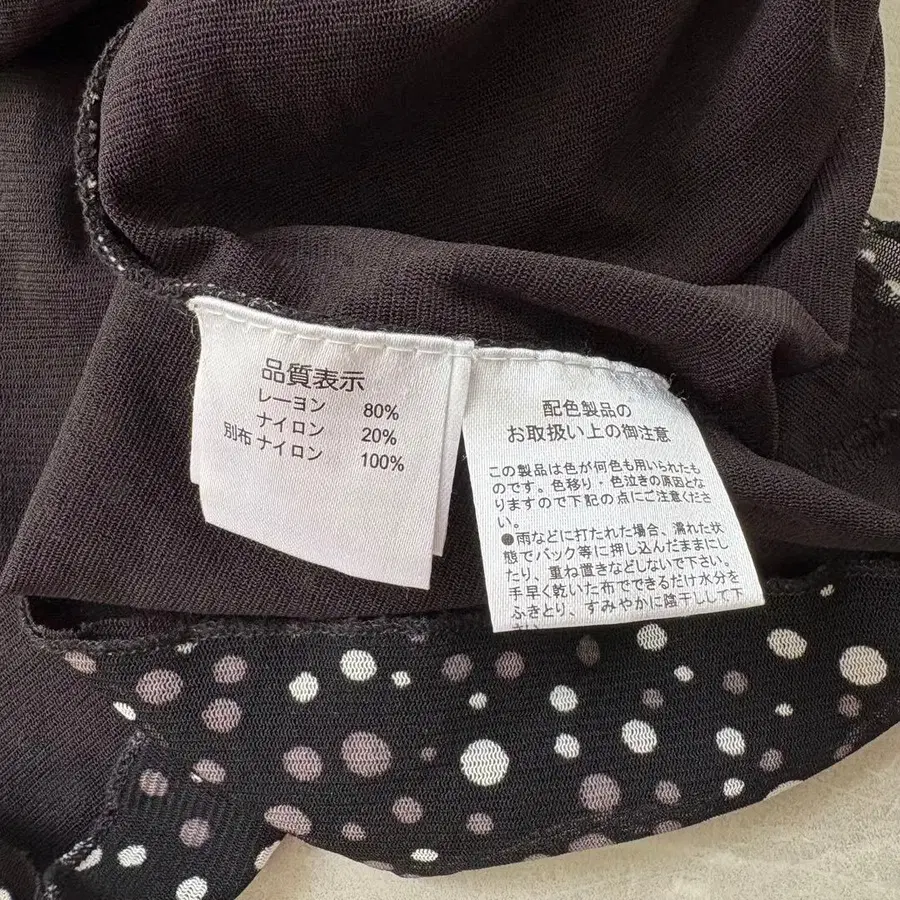 品質表示
レーヨン 80%
ナイロン 20%
別布 ナイロン 100%
配色製品の
お取扱い上の御注意
この製品は色が何色も用いられたも
のです。色移り・色泣きの原因とな
りますので下記の点にご注意くださ
い。
●雨などに打たれた場合、濡れた状
態でバック等に押し込んだままにし
たり、重ね置きなどしないで下さい。
手早く乾いた布でできるだけ水分を
ふきとり、すみやかに陰干しして下